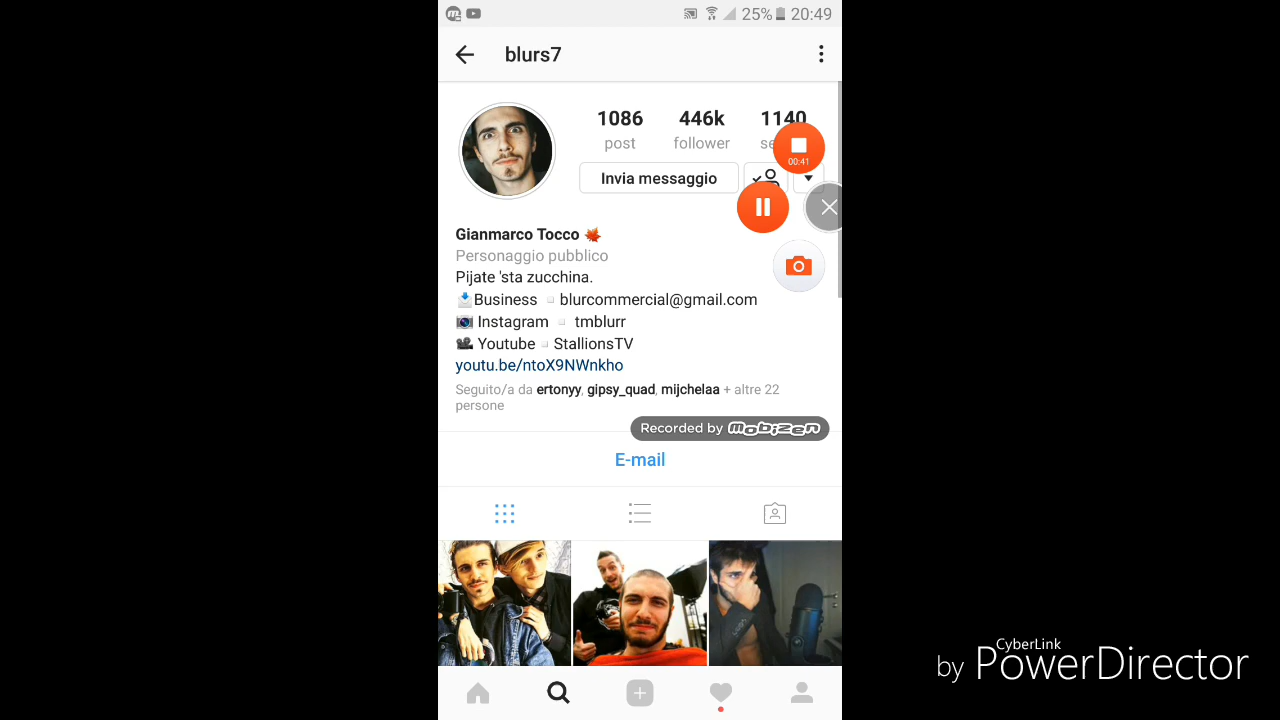 25% 20:49
blurs7
1086 446k 1140
post follower
00:41
Invia messaggio
Gianmarco Tocco
Personaggio pubblico
Pijate 'sta zucchina.
Business ▫blurcommercial@gmail.com
Instagram ▫ tmblurr
Youtube ▫StallionsTV
youtu.be/ntoX9NWnkho
Seguito/a da ertonyy, gipsy_quad, mijchelaa + altre 22
persone
Recorded by mobizen
E-mail
CyberLink
by PowerDirector